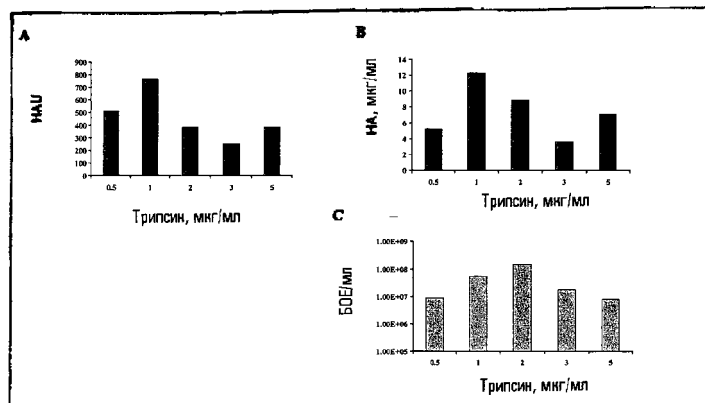 A
HAU
900
800
700
600
500
400
300
200
100
0
0.5 1 2 3 5
Трипсин, мкг/мл
B
HA, мкг/мл
14
12
10
8
6
4
2
0
0.5 1 2 3 5
Трипсин, мкг/мл
C
БОЕ/мл
1.00E+09
1.00E+08
1.00E+07
1.00E+06
1.00E+05
0.5 1 2 3 5
Трипсин, мкг/мл